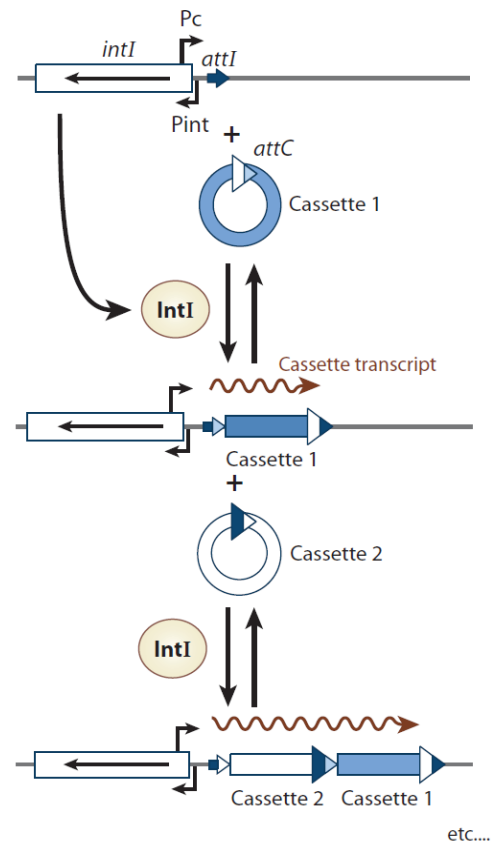 Pc
intI attI
Pint
+
attC
Cassette 1
IntI
Cassette transcript
Cassette 1
+
Cassette 2
IntI
Cassette 2 Cassette 1
etc....